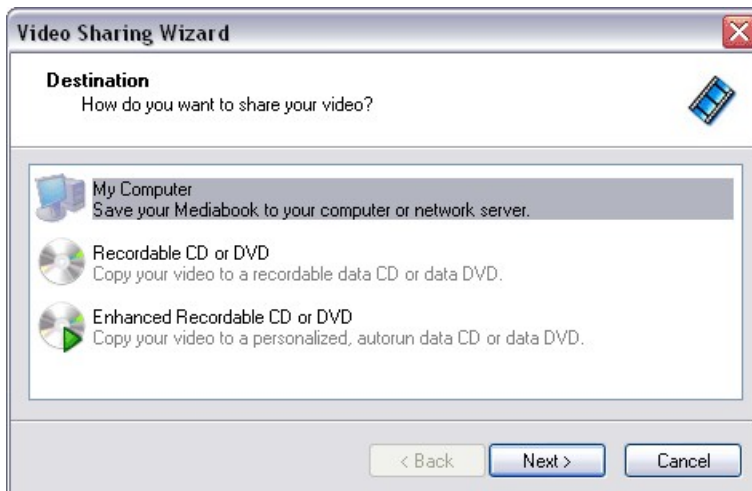 Video Sharing Wizard
Destination
How do you want to share your video?
My Computer
Save your Mediabook to your computer or network server.
Recordable CD or DVD
Copy your video to a recordable data CD or data DVD.
Enhanced Recordable CD or DVD
Copy your video to a personalized, autorun data CD or data DVD.
< Back Next > Cancel